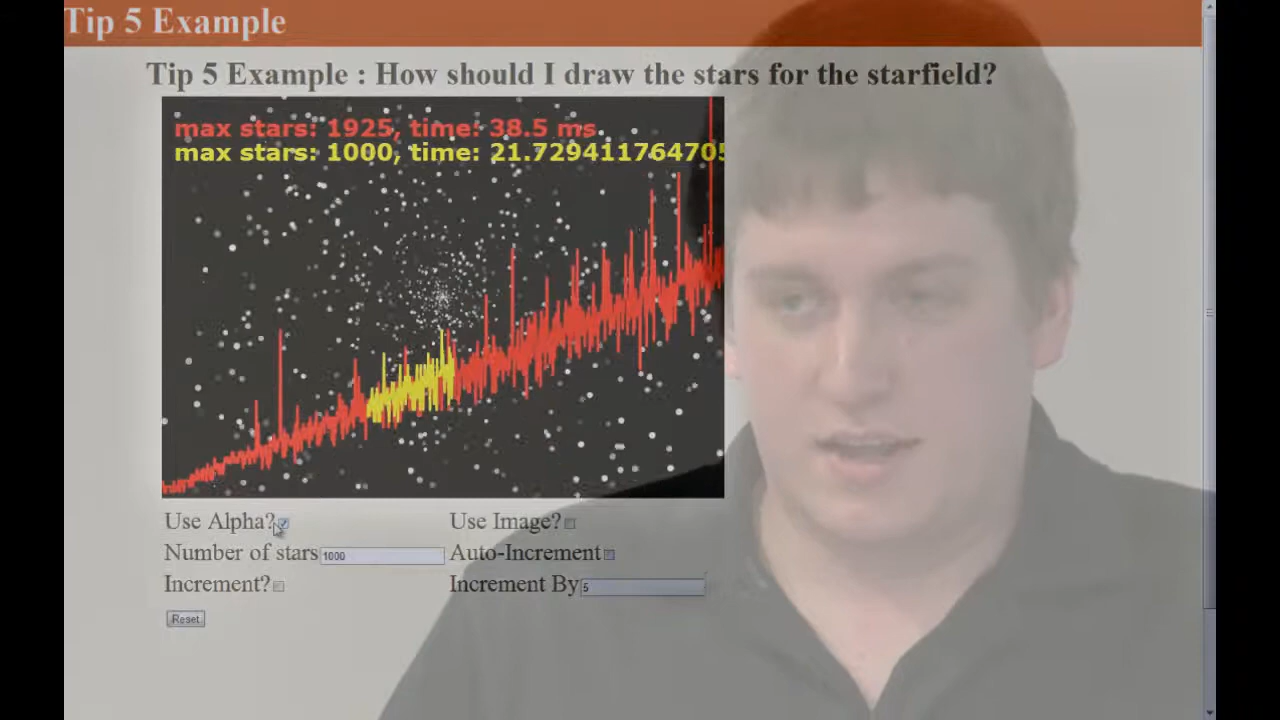 Tip 5 Example
Tip 5 Example : How should I draw the stars for the starfield?
max stars: 1925, time: 38.5 ms
max stars: 1000, time: 21.729411764705
Use Alpha? Use Image?
Number of stars 1000 Auto-Increment
Increment? Increment By 5
Reset